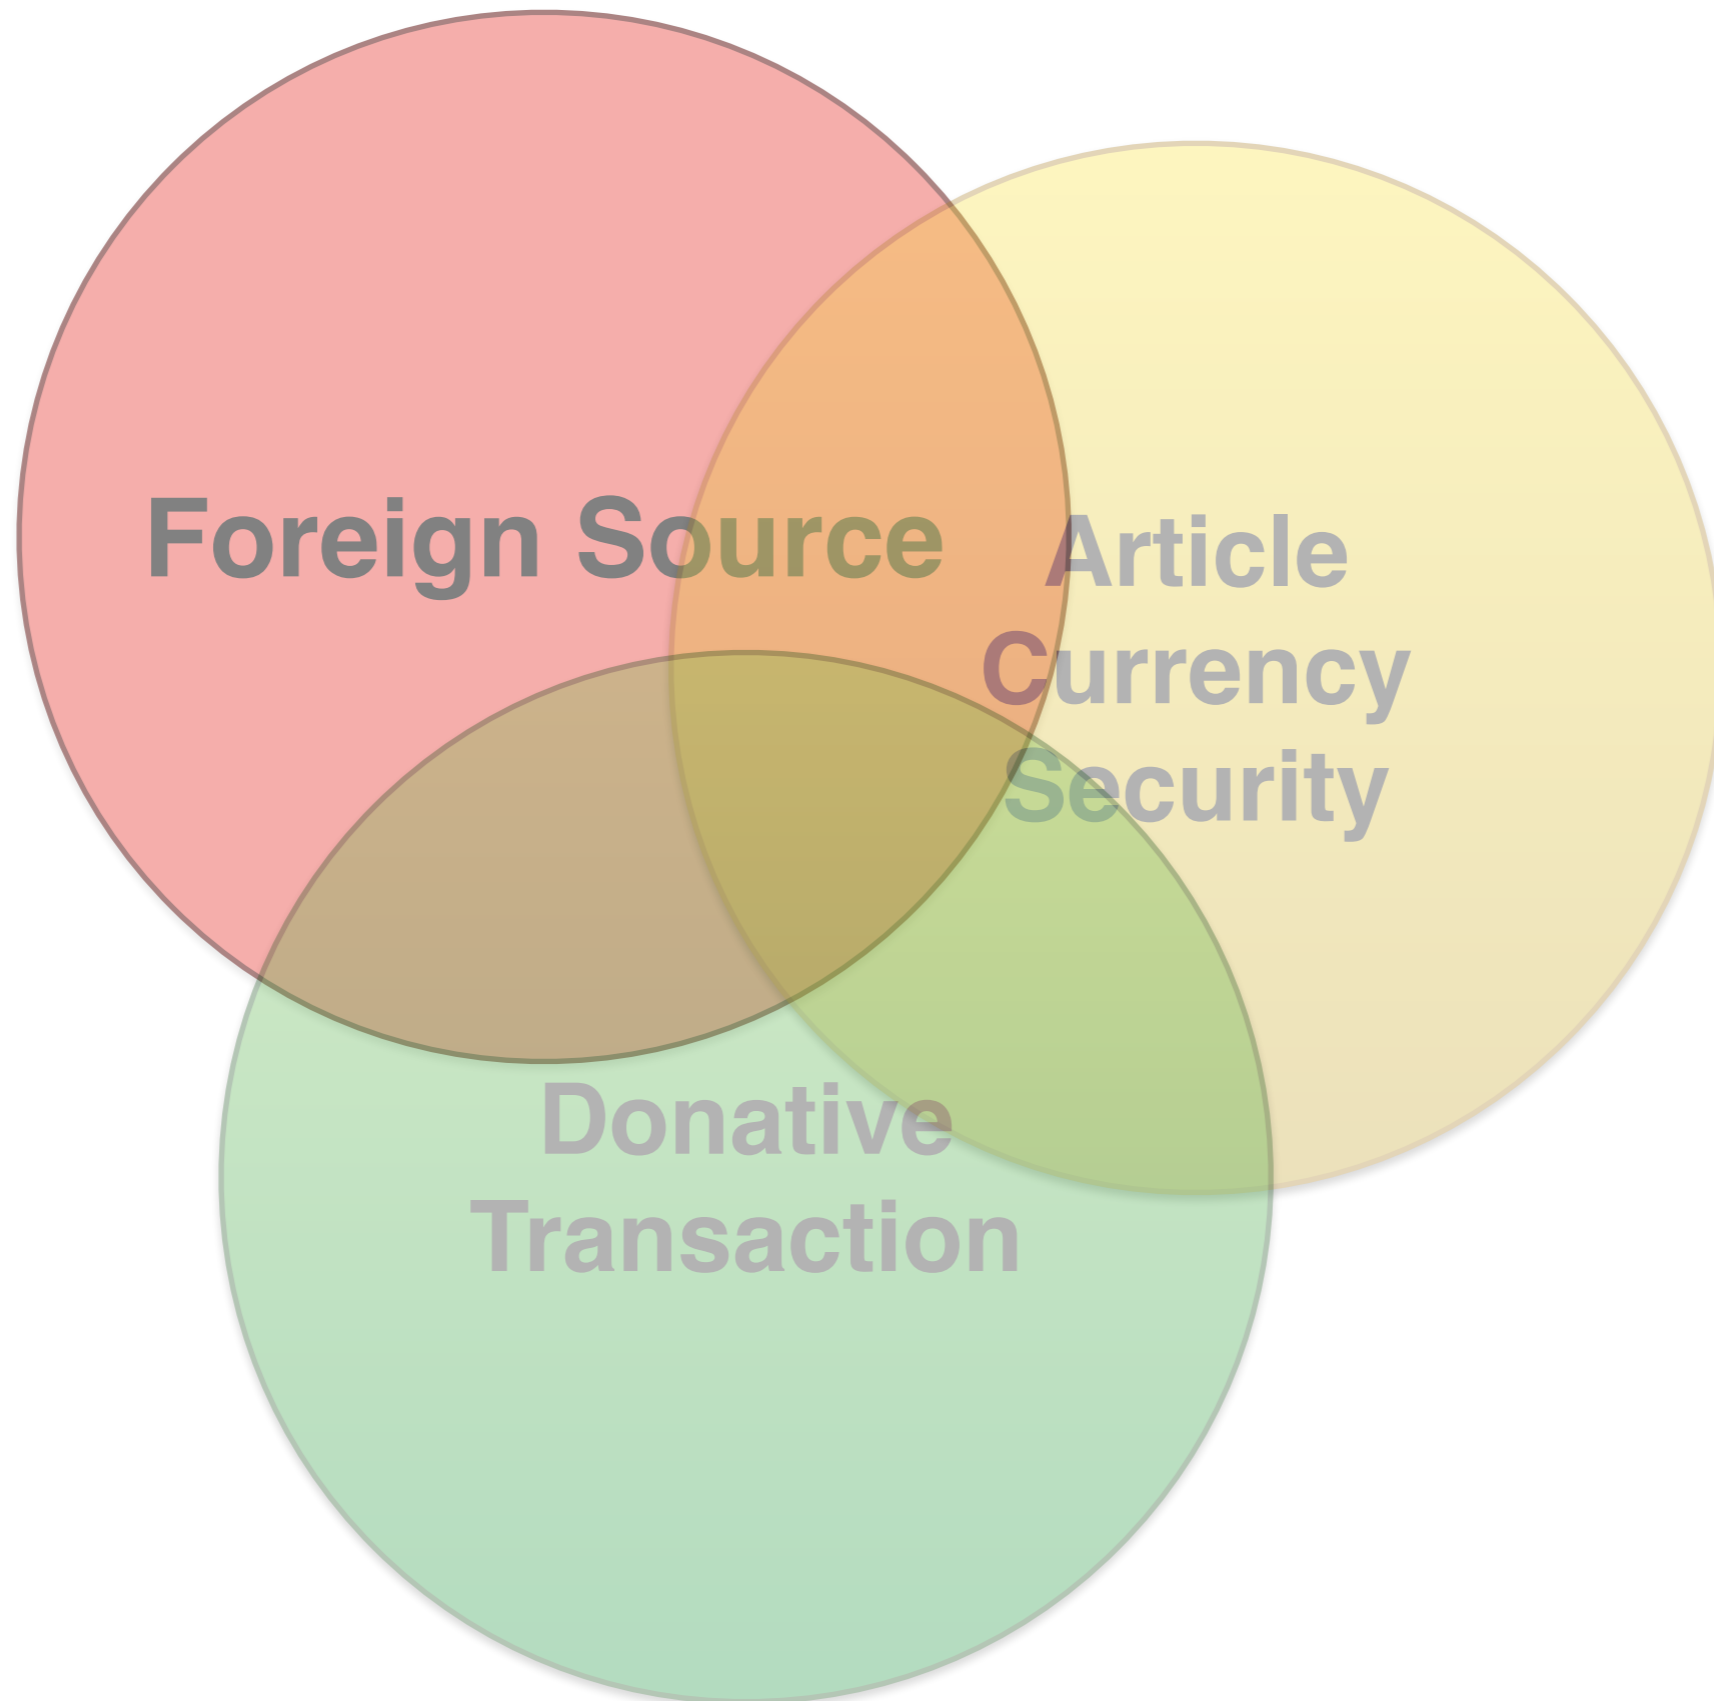 Foreign Source
Article
Currency
Security
Donative
Transaction